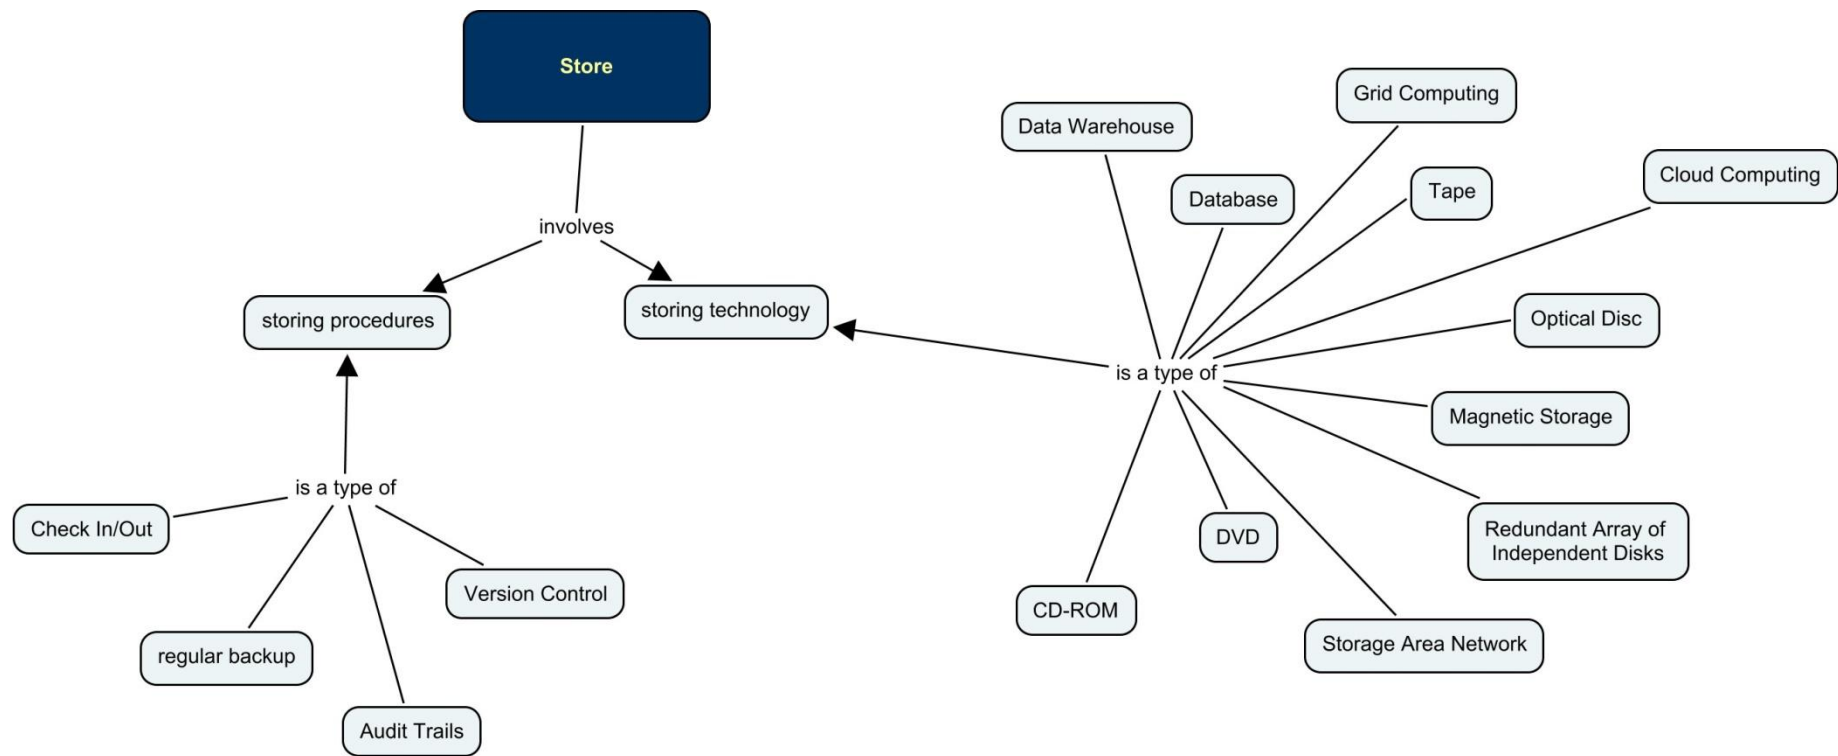 Store
Grid Computing
Data Warehouse
Cloud Computing
Tape
Database
involves
storing technology
storing procedures
Optical Disc
is a type of
Magnetic Storage
is a type of
Check In/Out
Redundant Array of
Independent Disks
DVD
Version Control
CD-ROM
Storage Area Network
regular backup
Audit Trails